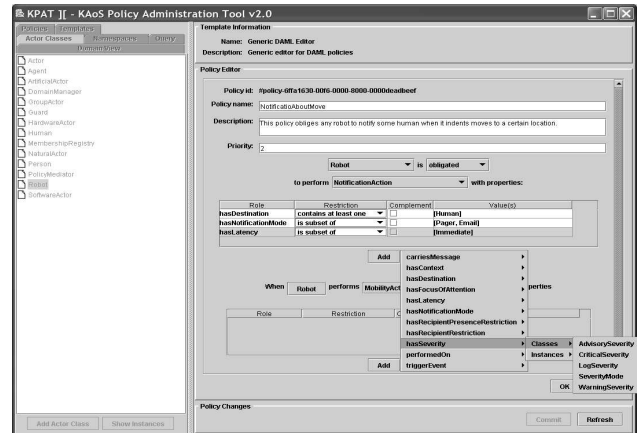 KPAT ][ - KAoS Policy Administration Tool v2.0
Policies Templates
Actor Classes Namespaces Query
Domain View
Actor
Agent
ArtificialActor
DomainManager
GroupActor
Guard
HardwareActor
Human
MembershipRegistry
NaturalActor
Person
PolicyMediator
Robot
SoftwareActor
Add Actor Class Show Instances
Template Information
Name: Generic DAML Editor
Description: Generic editor for DAML policies
Policy Editor
Policy id: #policy-6ffa1630-00f6-0000-8000-0000deadbeef
Policy name: NotificatioAboutMove
Description: This policy obliges any robot to notify some human when it indents moves to a certain location.
Priority: 2
Robot is obligated
to perform NotificationAction with properties:
Role Restriction Complement Value(s)
hasDestination contains at least one [Human]
hasNotificationMode is subset of [Pager, Email]
hasLatency is subset of [Immediate]
Add
When Robot performs MobilityAct perties
Role Restriction C
Add
carriesMessage
hasContext
hasDestination
hasFocusOfAttention
hasLatency
hasNotificationMode
hasRecipientPresenceRestriction
hasRecipientRestriction
hasSeverity
performedOn
triggerEvent
Classes
Instances
AdvisorySeverity
CriticalSeverity
LogSeverity
SeverityMode
WarningSeverity
OK
Policy Changes
Commit Refresh